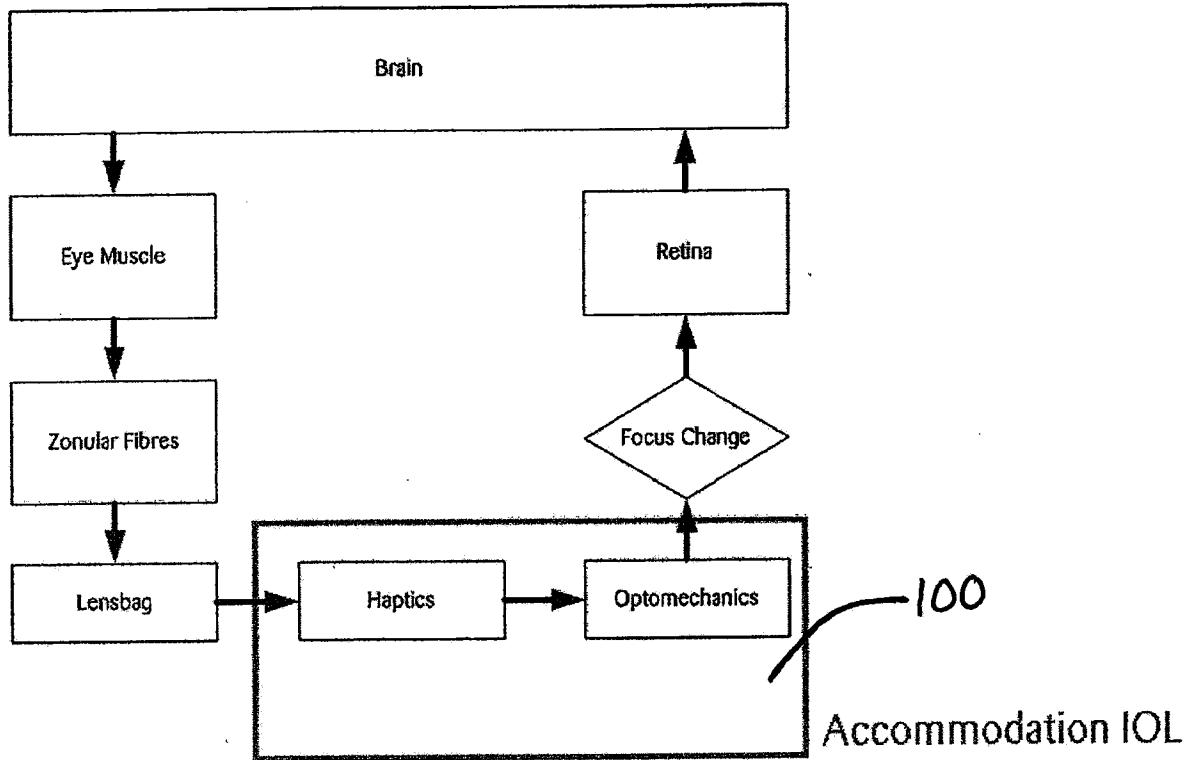 Brain
Eye Muscle
Retina
Zonular Fibres
Focus Change
Lensbag
Haptics
Optomechanics
100
Accommodation IOL